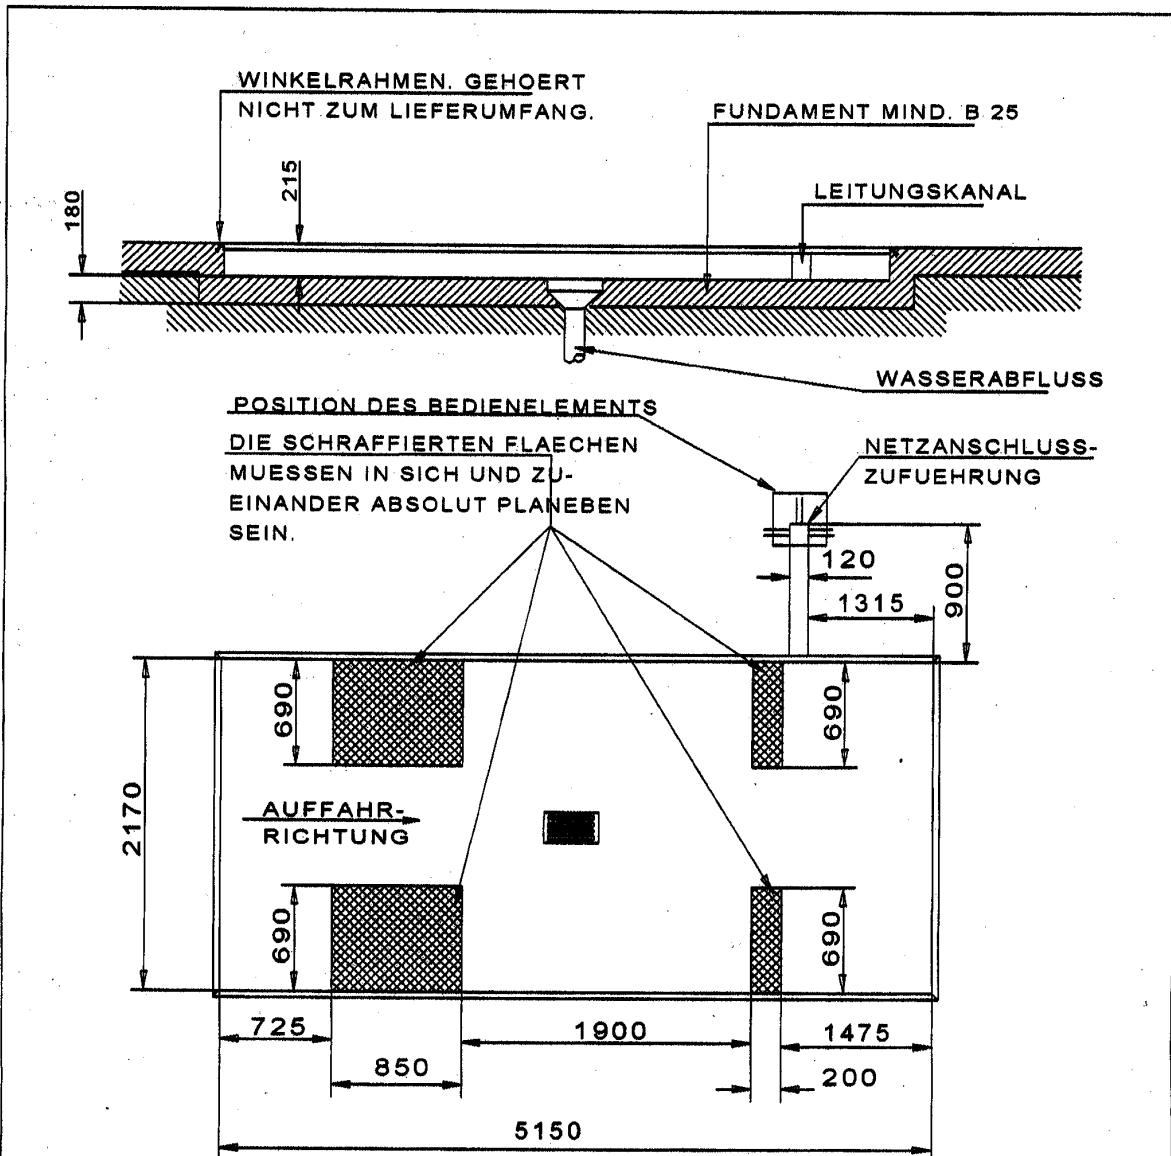 WINKELRAHMEN. GEHOERT
NICHT ZUM LIEFERUMFANG.
FUNDAMENT MIND. B 25
215
180
LEITUNGSKANAL
WASSERABFLUSS
POSITION DES BEDIENELEMENTS
DIE SCHRAFFIERTEN FLAECHEN
MUESSEN IN SICH UND ZU-
EINANDER ABSOLUT PLANEBEN
SEIN.
NETZANSCHLUSS-
ZUFUEHRUNG
120
900
1315
690
690
2170
AUFFAHR-
RICHTUNG
690
690
725
1900
1475
850
200
5150